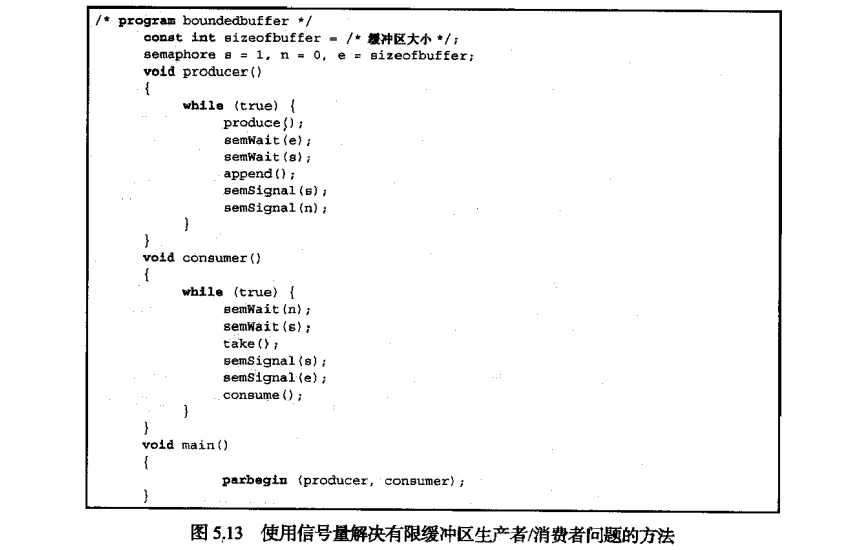 /* program boundedbuffer */
const int sizeofbuffer = /* 缓冲区大小 */;
semaphore s = 1, n = 0, e = sizeofbuffer;
void producer()
{
while (true) {
produce();
semWait(e);
semWait(s);
append();
semSignal(s);
semSignal(n);
}
}
void consumer()
{
while (true) {
semWait(n);
semWait(s);
take();
semSignal(s);
semSignal(e);
consume();
}
}
void main()
{
parbegin (producer, consumer);
}
图 5.13 使用信号量解决有限缓冲区生产者/消费者问题的方法